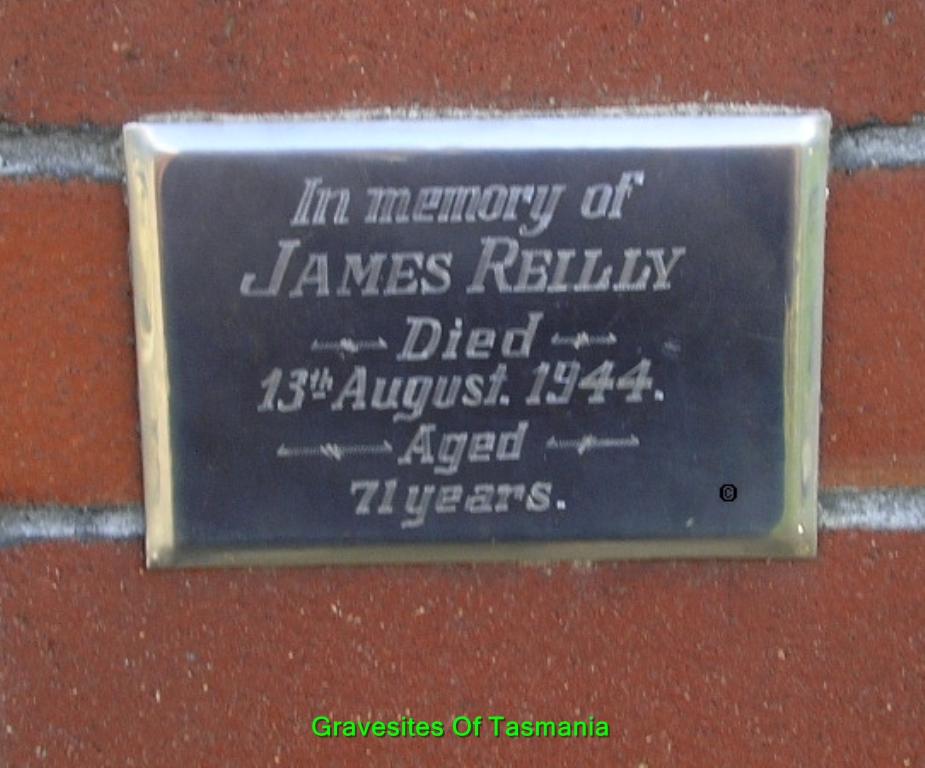 In memory of
JAMES REILLY
Died
13th August. 1944.
Aged
71 years.
©
Gravesites Of Tasmania